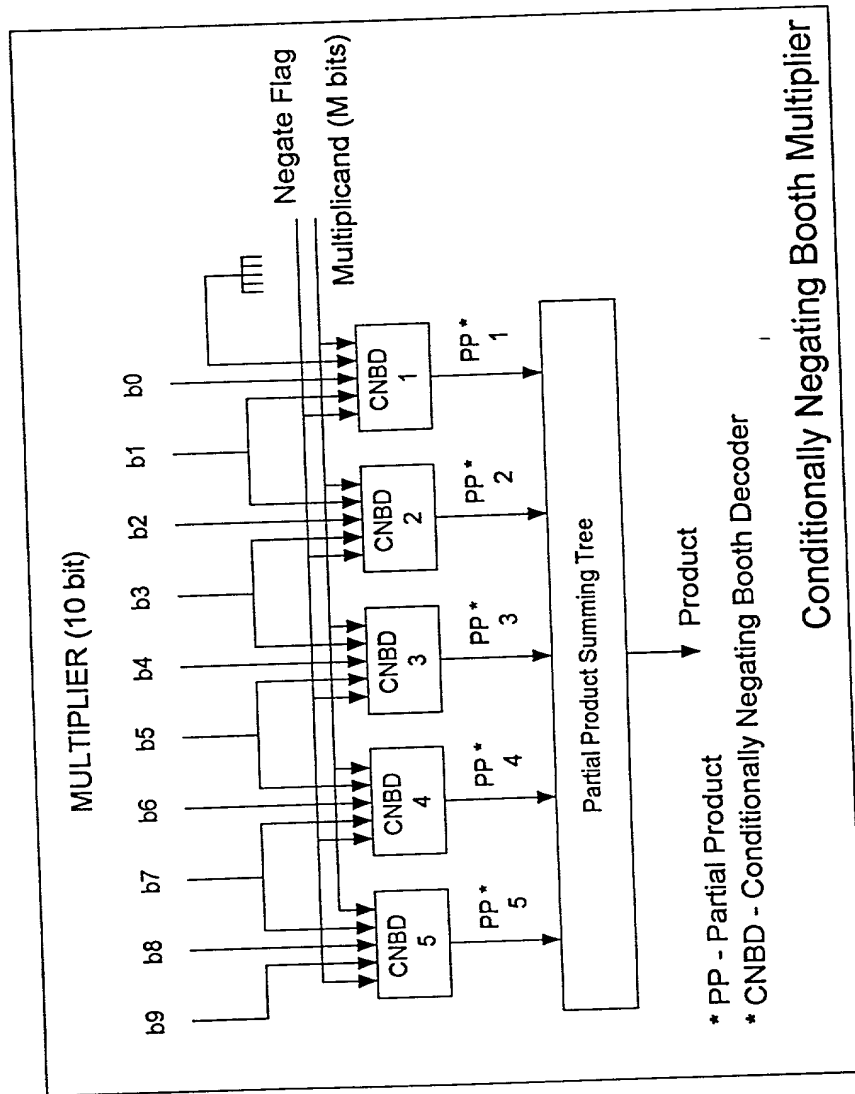 MULTIPLIER (10 bit)
b9 b8 b7 b6 b5 b4 b3 b2 b1 b0
Negate Flag
Multiplicand (M bits)
CNBD 5
CNBD 4
CNBD 3
CNBD 2
CNBD 1
PP* 5
PP* 4
PP* 3
PP* 2
PP* 1
Partial Product Summing Tree
Product
* PP - Partial Product
* CNBD - Conditionally Negating Booth Decoder
Conditionally Negating Booth Multiplier